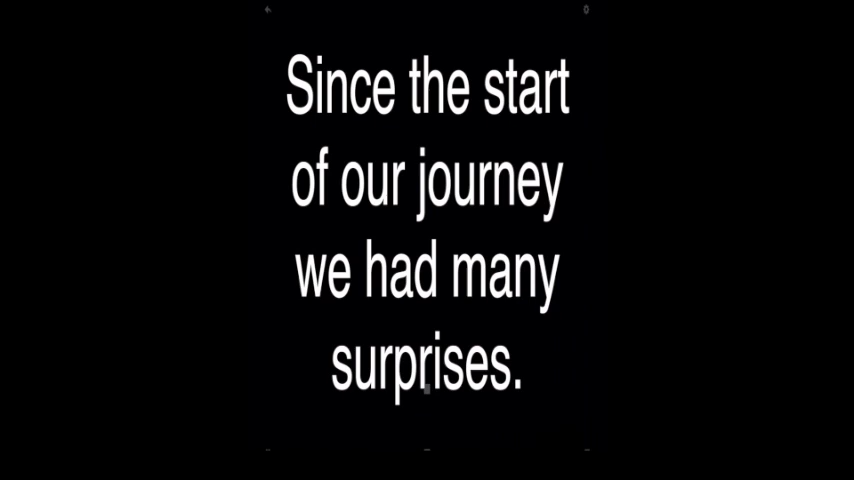 Since the start
of our journey
we had many
surprises.